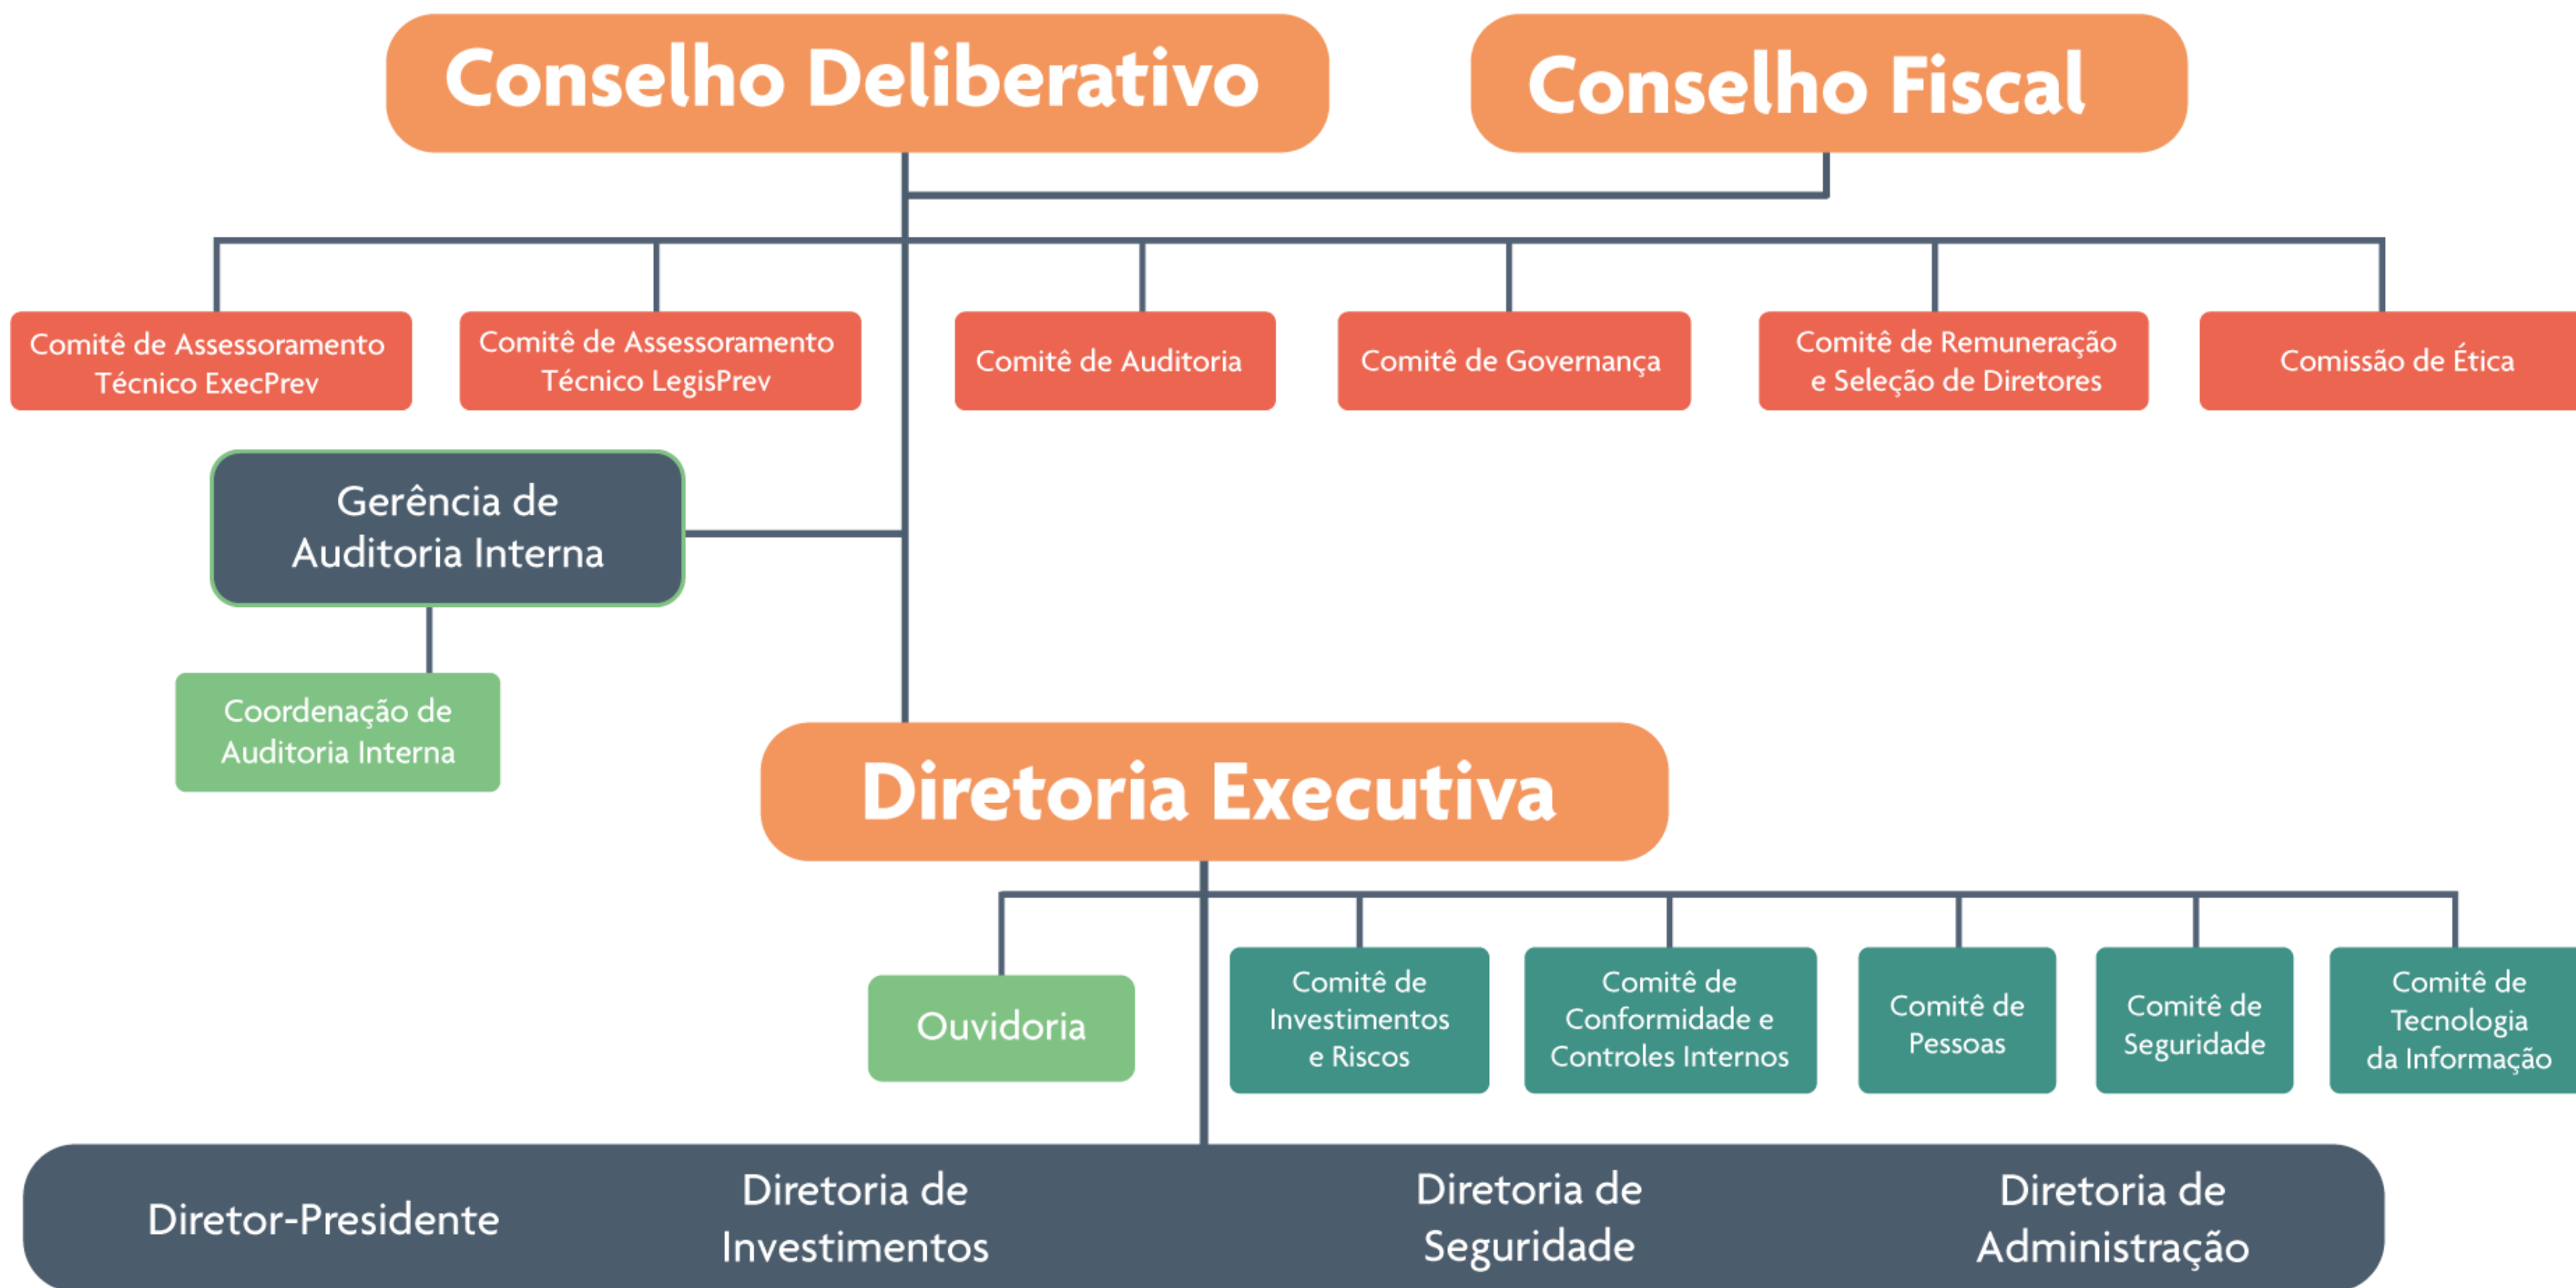 Conselho Deliberativo
Conselho Fiscal
Comitê de Assessoramento
Técnico ExecPrev
Comitê de Assessoramento
Técnico LegisPrev
Comitê de Auditoria
Comitê de Governança
Comitê de Remuneração
e Seleção de Diretores
Comissão de Ética
Gerência de
Auditoria Interna
Coordenação de
Auditoria Interna
Diretoria Executiva
Ouvidoria
Comitê de
Investimentos
e Riscos
Comitê de
Conformidade e
Controles Internos
Comitê de
Pessoas
Comitê de
Seguridade
Comitê de
Tecnologia
da Informação
Diretor-Presidente
Diretoria de
Investimentos
Diretoria de
Seguridade
Diretoria de
Administração